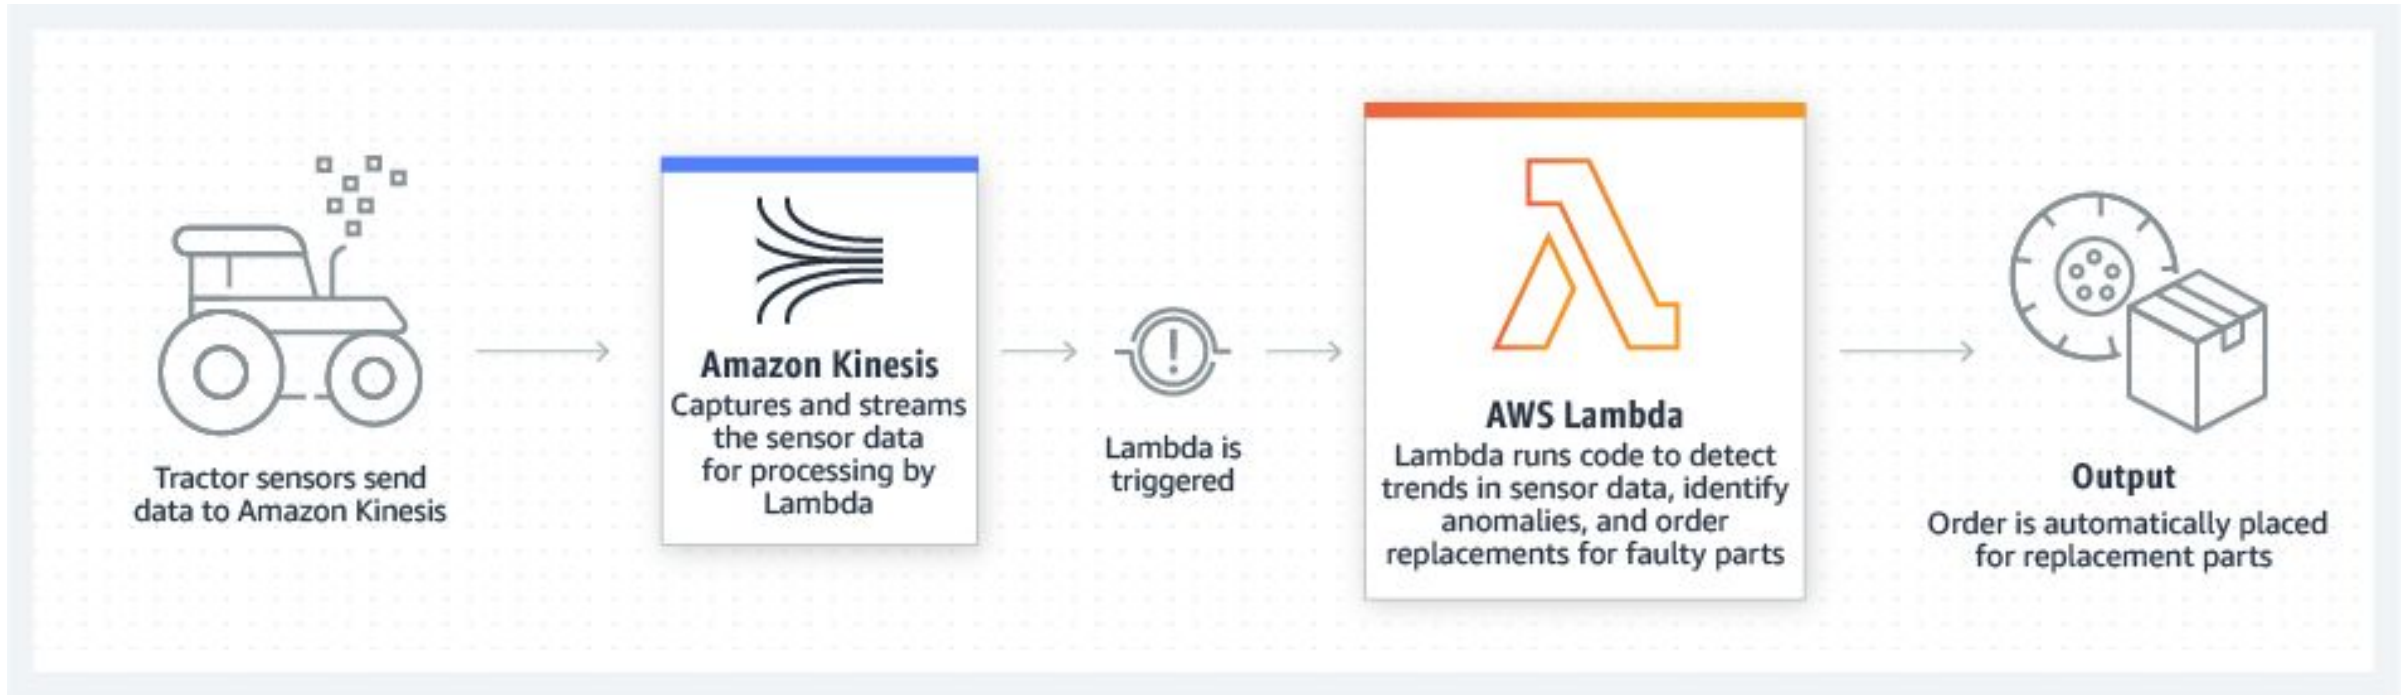 Tractor sensors send
data to Amazon Kinesis
Amazon Kinesis
Captures and streams
the sensor data
for processing by
Lambda
Lambda is
triggered
AWS Lambda
Lambda runs code to detect
trends in sensor data, identify
anomalies, and order
replacements for faulty parts
Output
Order is automatically placed
for replacement parts